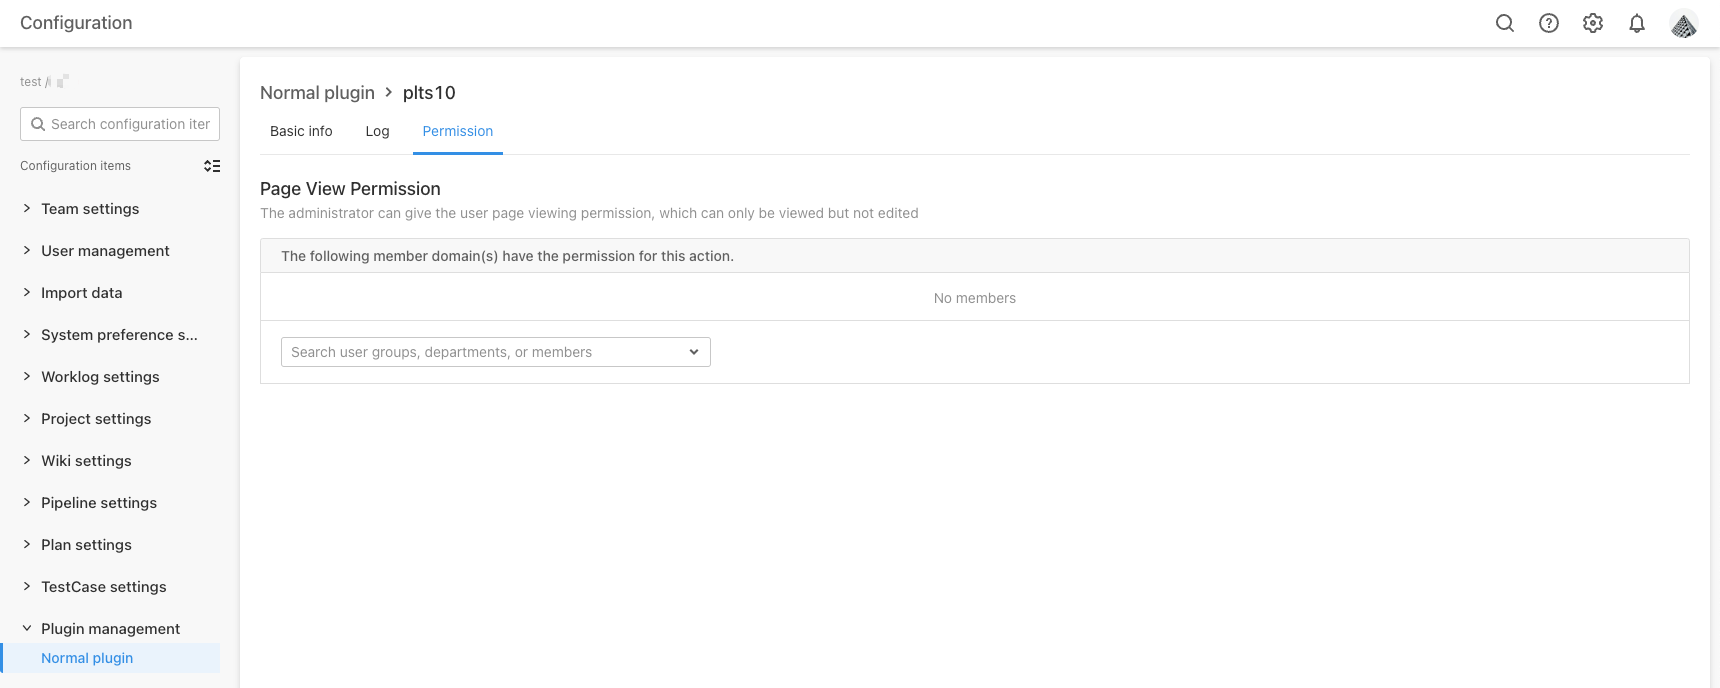 Configuration
test /
Search configuration iter
Configuration items
Team settings
User management
Import data
System preference s...
Worklog settings
Project settings
Wiki settings
Pipeline settings
Plan settings
TestCase settings
Plugin management
Normal plugin
Normal plugin > plts10
Basic info Log Permission
Page View Permission
The administrator can give the user page viewing permission, which can only be viewed but not edited
The following member domain(s) have the permission for this action.
No members
Search user groups, departments, or members